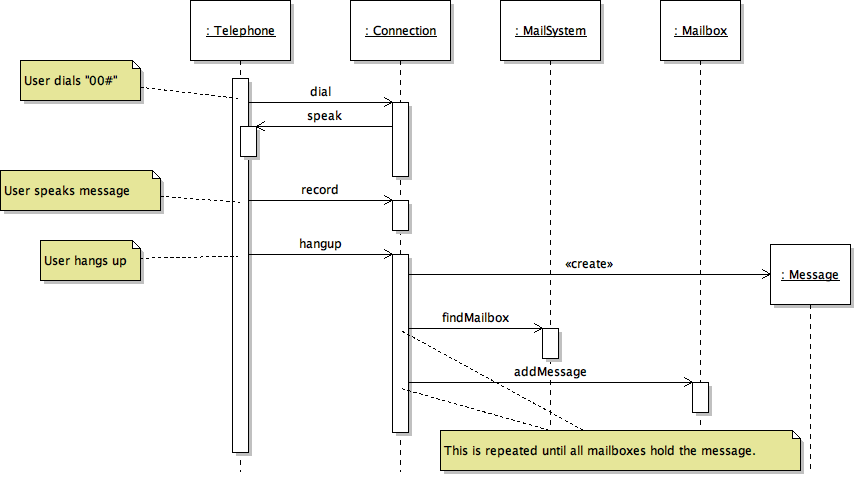 : Telephone
: Connection
: MailSystem
: Mailbox
User dials "00#"
dial
speak
User speaks message
record
hangup
User hangs up
«create»
: Message
findMailbox
addMessage
This is repeated until all mailboxes hold the message.